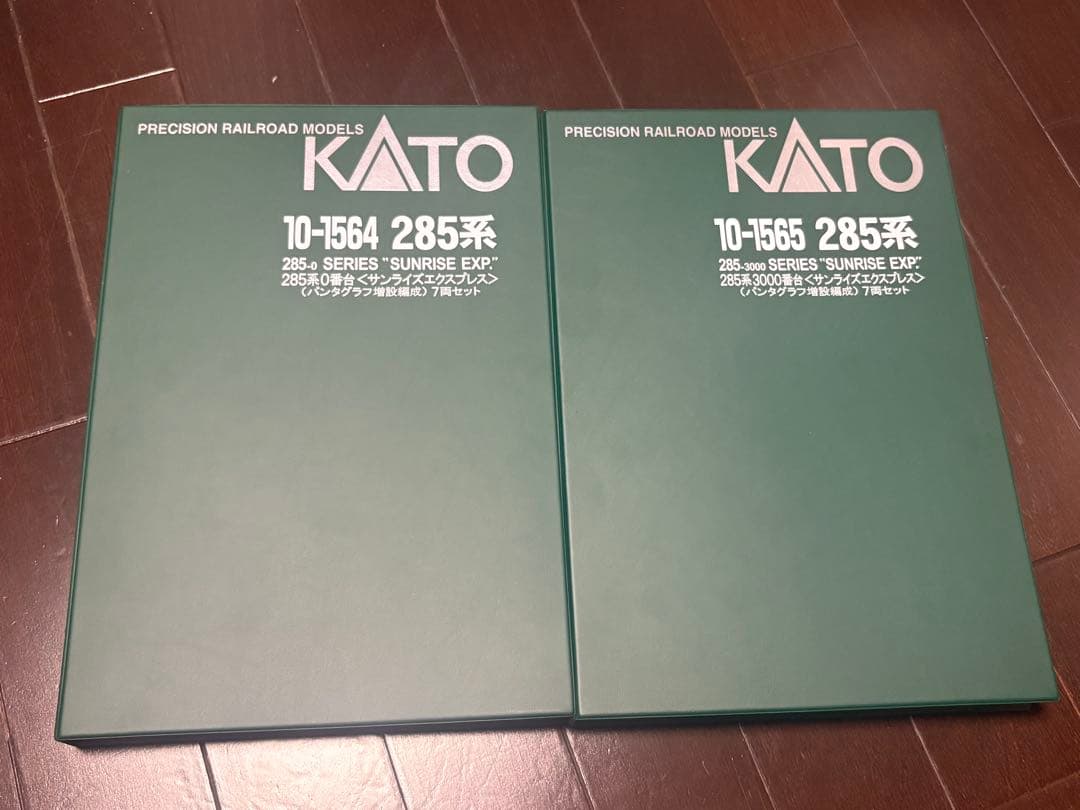 PRECISION RAILROAD MODELS
KATO
10-1564 285系
285-0 SERIES "SUNRISE EXP."
285系0番台<サンライズエクスプレス>
(パンタグラフ増設編成) 7両セット
PRECISION RAILROAD MODELS
KATO
10-1565 285系
285-3000 SERIES "SUNRISE EXP."
285系3000番台<サンライズエクスプレス>
(パンタグラフ増設編成) 7両セット